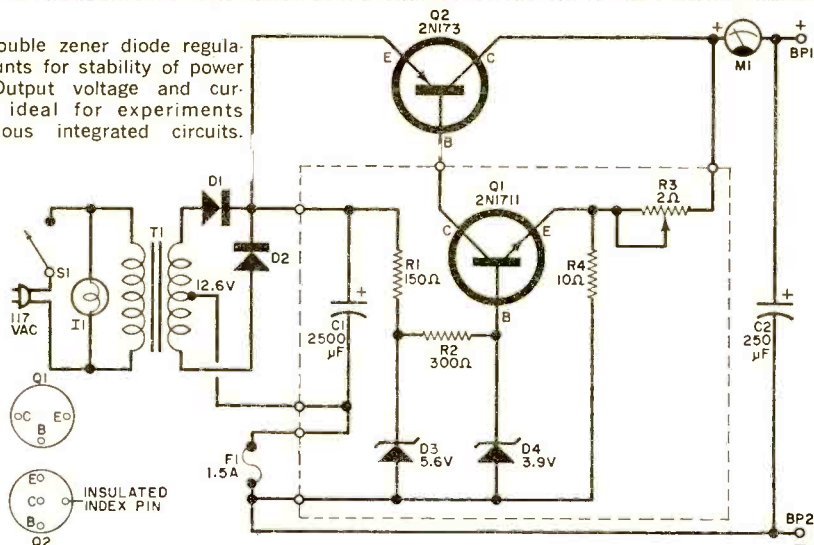 ouble zener diode regula-
ants for stability of power
Output voltage and cur-
ideal for experiments
ous integrated circuits.
Q2
2N173
E
C
B
+
M1
+
BP1
D1
T1
D2
S1
12.6V
117
VAC
I1
Q1
2N1711
C
E
B
R3
2Ω
R1
150Ω
R4
10Ω
+
C1
2500
µF
R2
300Ω
+
C2
250
µF
Q1
C
E
B
F1
1.5A
D3
5.6V
D4
3.9V
E
C
B
INSULATED
INDEX PIN
Q2
BP2